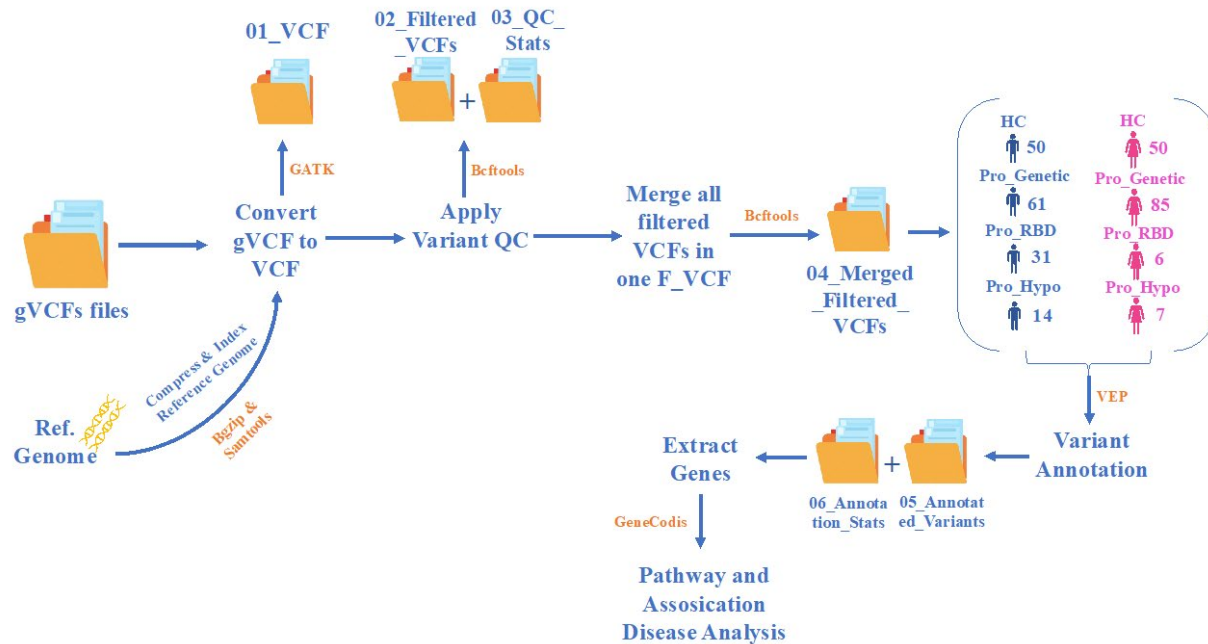 01_VCF
02_Filtered
_VCFs
+
03_QC_
Stats
GATK
Bcftools
gVCFs files
Convert
gVCF to
VCF
Apply
Variant QC
Merge all
filtered
VCFs in
one F_VCF
Bcftools
04_Merged
_Filtered_
VCFs
HC
50
Pro_Genetic
61
Pro_RBD
31
Pro_Hypo
14
HC
50
Pro_Genetic
85
Pro_RBD
6
Pro_Hypo
7
Ref.
Genome
Compress & Index
Reference Genome
Bgzip &
Samtools
VEP
Variant
Annotation
+
05_Annotat
ed_Variants
06_Annota
tion_Stats
Extract
Genes
GeneCodis
Pathway and
Assosication
Disease Analysis